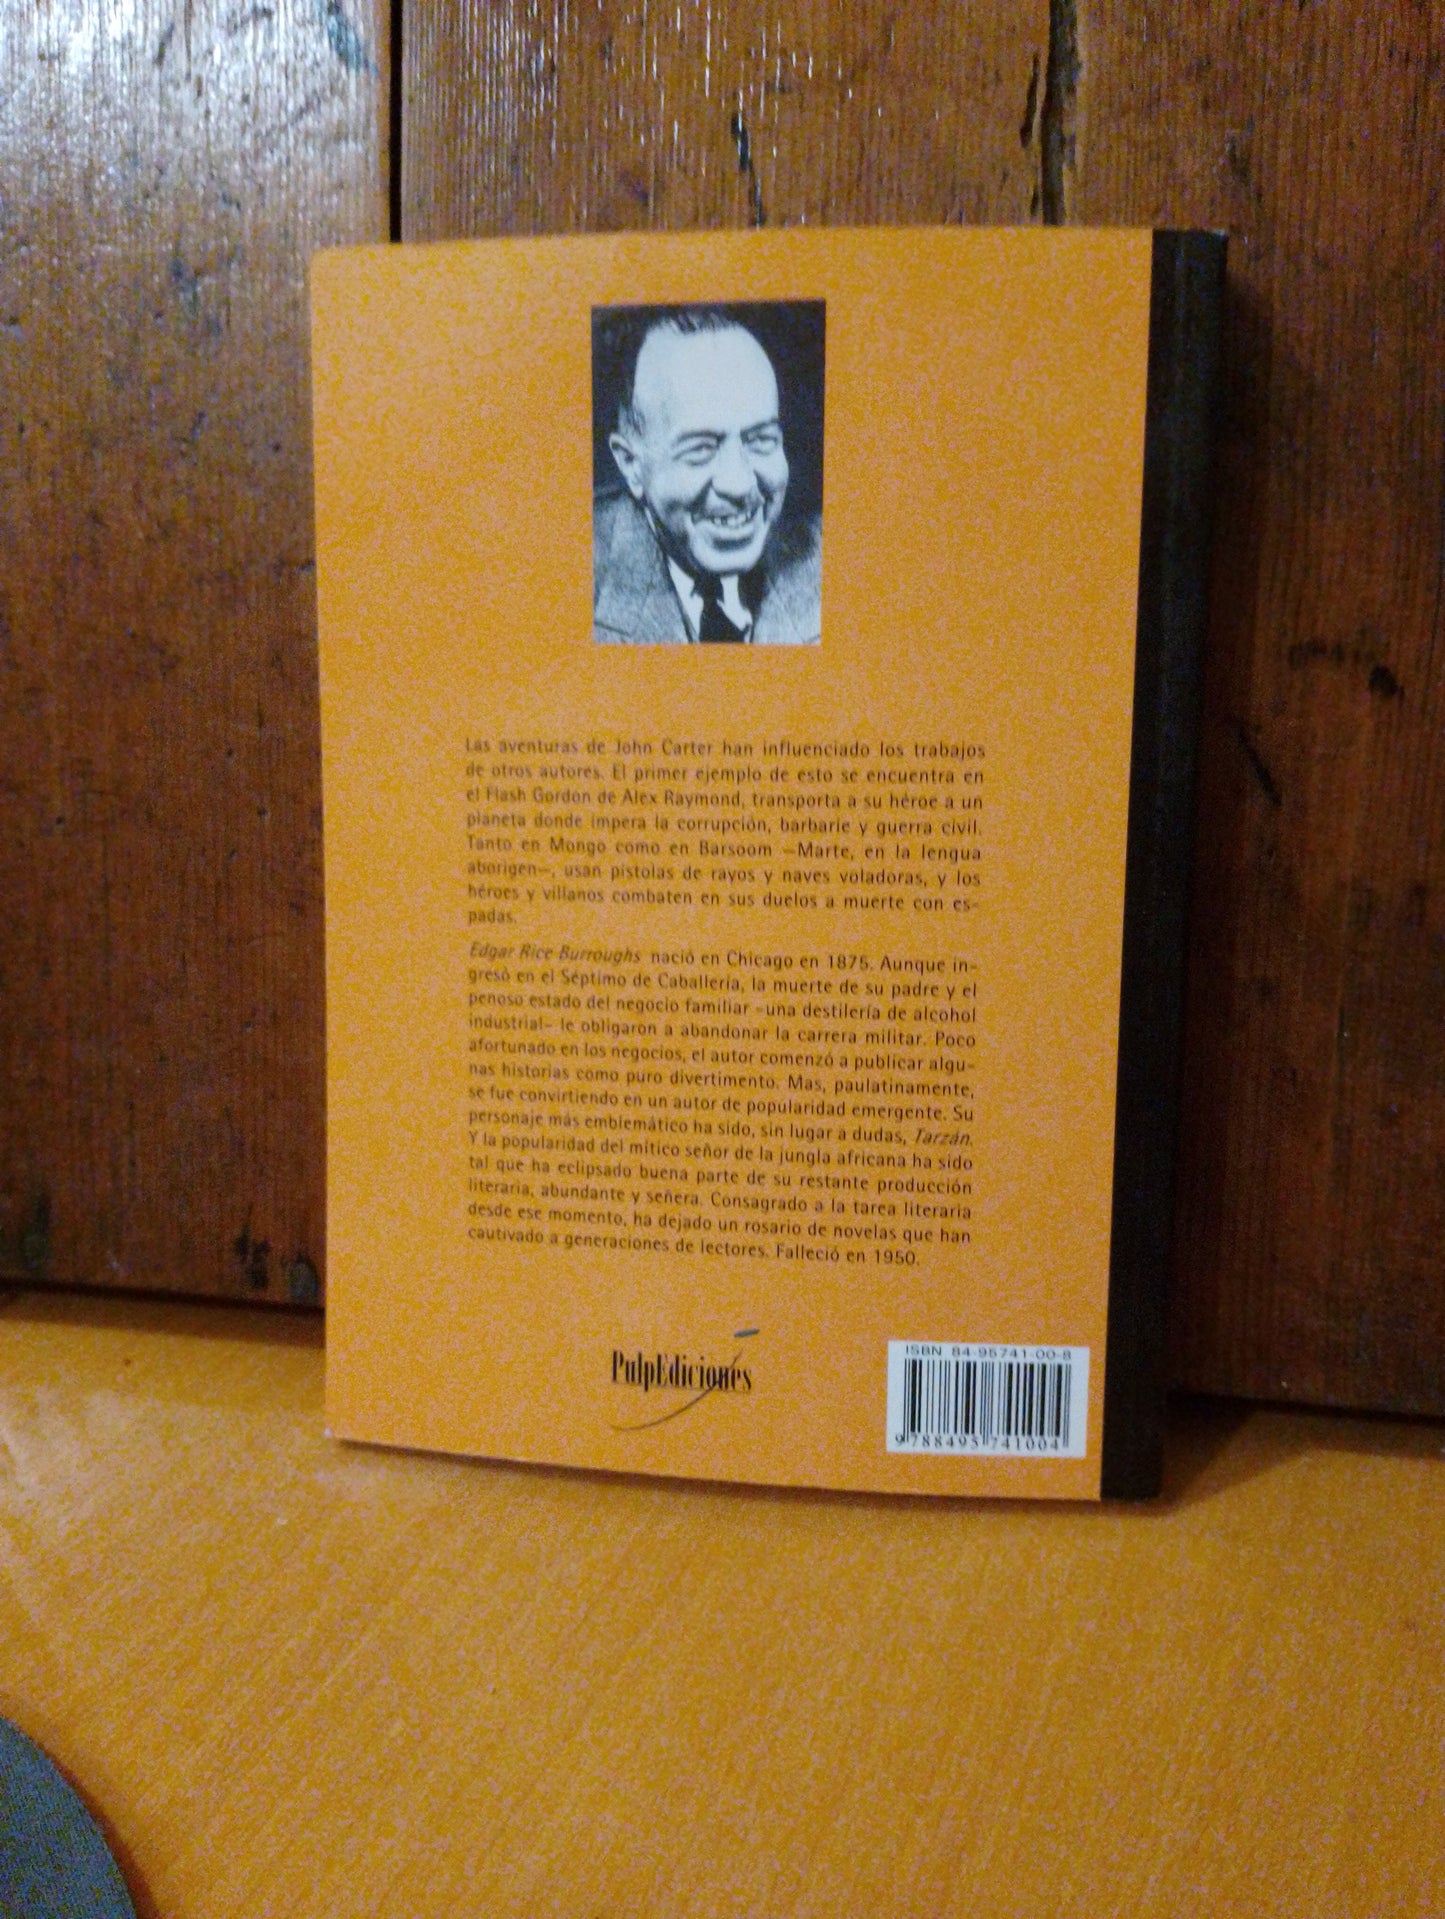 Las aventuras de John Carter han influenciado los trabajos
de otros autores. El primer ejemplo de esto se encuentra en
el Flash Gordon de Alex Raymond, transporta a su héroe a un
planeta donde impera la corrupción, barbarie y guerra civil.
Tanto en Mongo como en Barsoom —Marte, en la lengua
aborigen—, usan pistolas de rayos y naves voladoras, y los
héroes y villanos combaten en sus duelos a muerte con es-
padas.
Edgar Rice Burroughs nació en Chicago en 1875. Aunque in-
gresó en el Séptimo de Caballería, la muerte de su padre y el
penoso estado del negocio familiar -una destilería de alcohol
industrial- le obligaron a abandonar la carrera militar. Poco
afortunado en los negocios, el autor comenzó a publicar algu-
nas historias como puro divertimento. Mas, paulatinamente,
se fue convirtiendo en un autor de popularidad emergente. Su
personaje más emblemático ha sido, sin lugar a dudas, Tarzán.
Y la popularidad del mítico señor de la jungla africana ha sido
tal que ha eclipsado buena parte de su restante producción
literaria, abundante y señera. Consagrado a la tarea literaria
desde ese momento, ha dejado un rosario de novelas que han
cautivado a generaciones de lectores. Falleció en 1950.
PulpEdiciones
ISBN 84-95741-00-8
9 788495 741004